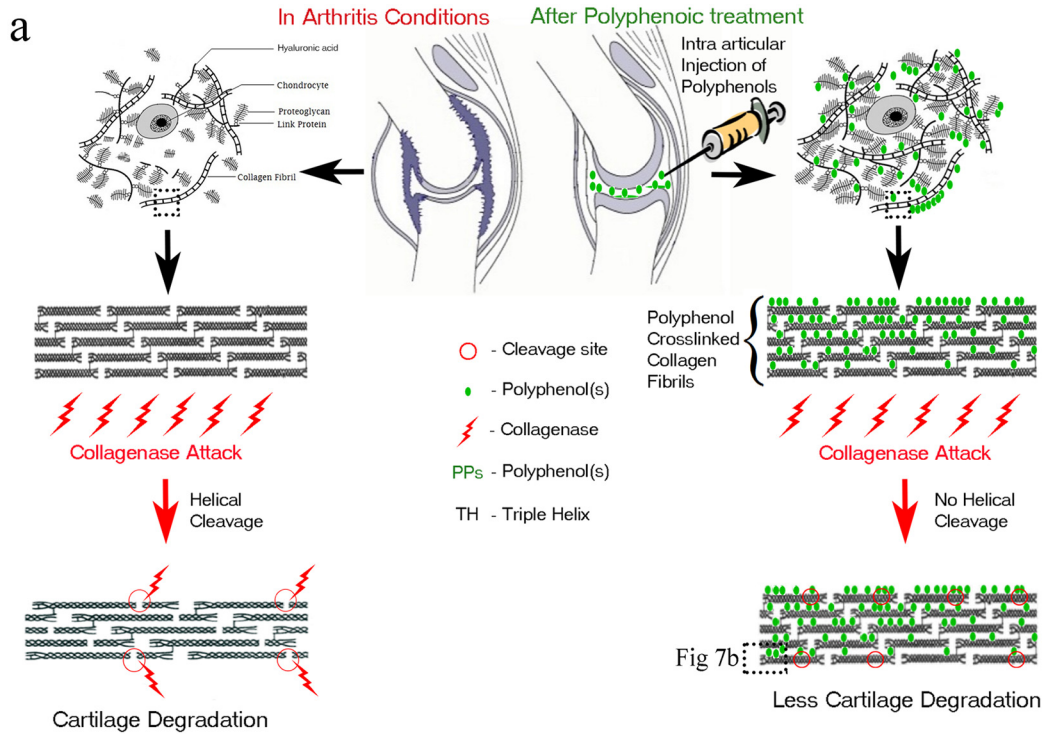 a
In Arthritis Conditions
After Polyphenoic treatment
Hyaluronic acid
Chondrocyte
Proteoglycan
Link Protein
Collagen Fibril
Intra articular
Injection of
Polyphenols
Polyphenol
Crosslinked
Collagen
Fibrils
- Cleavage site
- Polyphenol(s)
- Collagenase
PPs - Polyphenol(s)
TH - Triple Helix
Collagenase Attack
Helical
Cleavage
Cartilage Degradation
Collagenase Attack
No Helical
Cleavage
Fig 7b
Less Cartilage Degradation